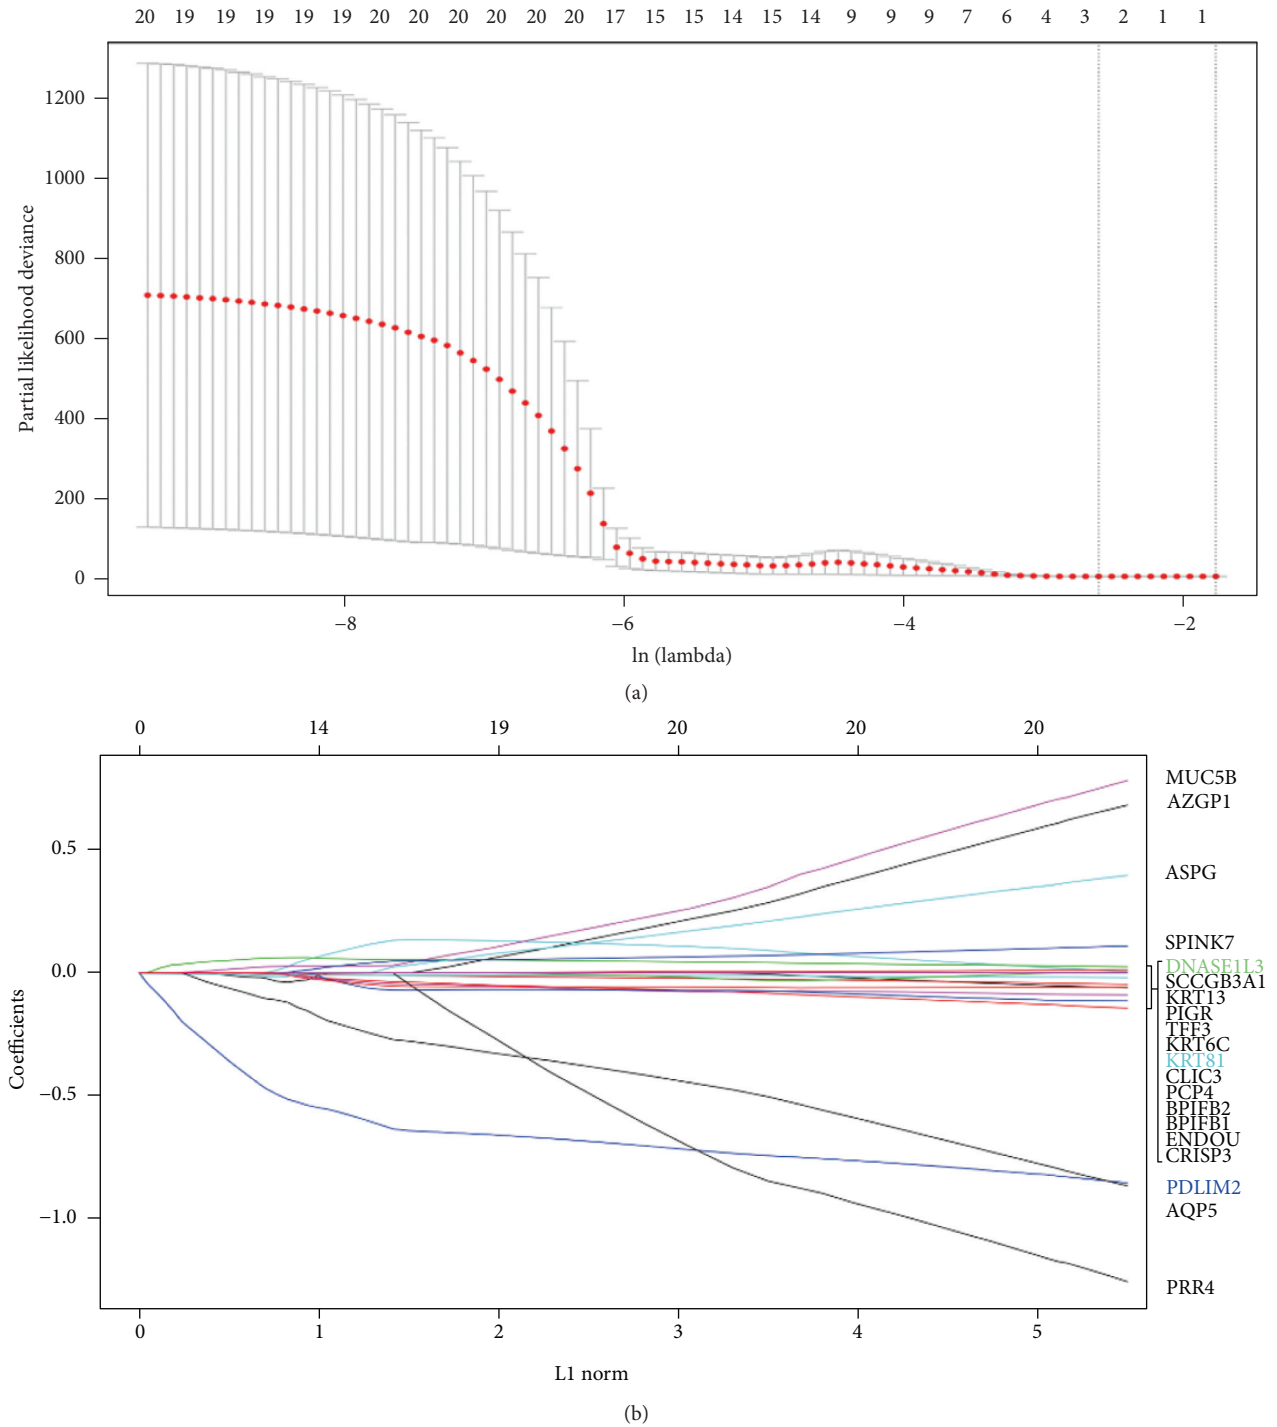 20 19 19 19 19 19 20 20 20 20 20 20 17 15 15 14 15 14 9 9 9 7 6 4 3 2 1 1
1200
1000
800
600
400
200
0
Partial likelihood deviance
−8 −6 −4 −2
ln (lambda)
(a)
0 14 19 20 20 20
0.5
0.0
−0.5
−1.0
Coefficients
MUC5B
AZGP1
ASPG
SPINK7
DNASE1L3
SCCGB3A1
KRT13
PIGR
TFF3
KRT6C
KRT81
CLIC3
PCP4
BPIFB2
BPIFB1
ENDOU
CRISP3
PDLIM2
AQP5
PRR4
0 1 2 3 4 5
L1 norm
(b)